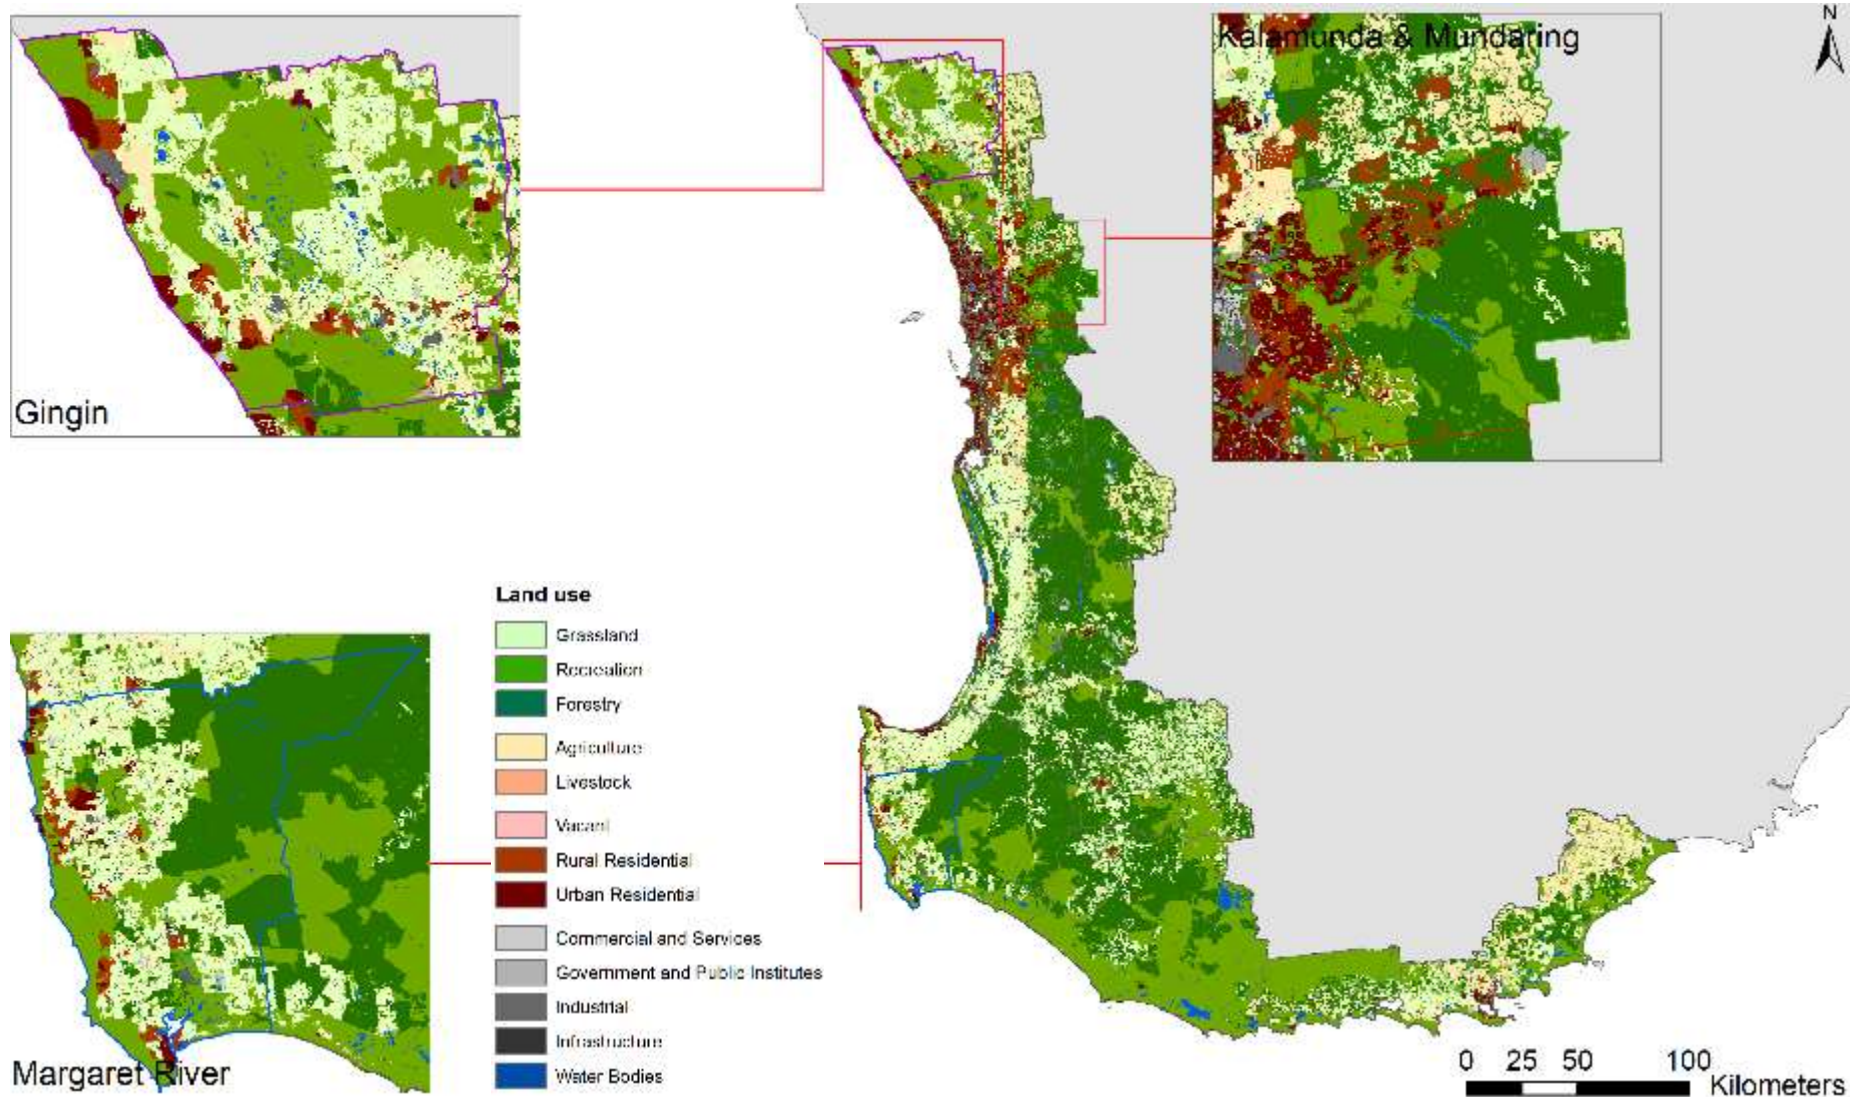 Kalamunda & Mundaring
N
Gingin
Land use
Grassland
Recreation
Forestry
Agriculture
Livestock
Vacant
Rural Residential
Urban Residential
Commercial and Services
Government and Public Institutes
Industrial
Infrastructure
Water Bodies
Margaret River
0 25 50 100
Kilometers